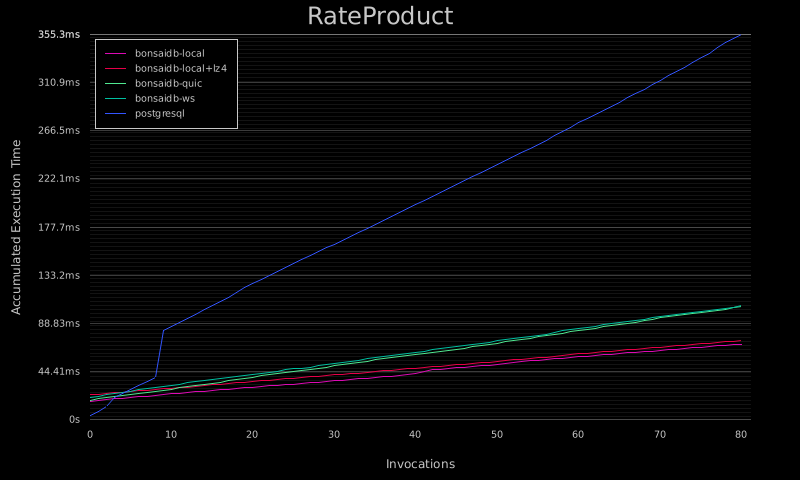 RateProduct
355.3ms
310.9ms
266.5ms
222.1ms
177.7ms
133.2ms
88.83ms
44.41ms
0s
Accumulated Execution Time
bonsaidb-local
bonsaidb-local+lz4
bonsaidb-quic
bonsaidb-ws
postgresql
0 10 20 30 40 50 60 70 80
Invocations